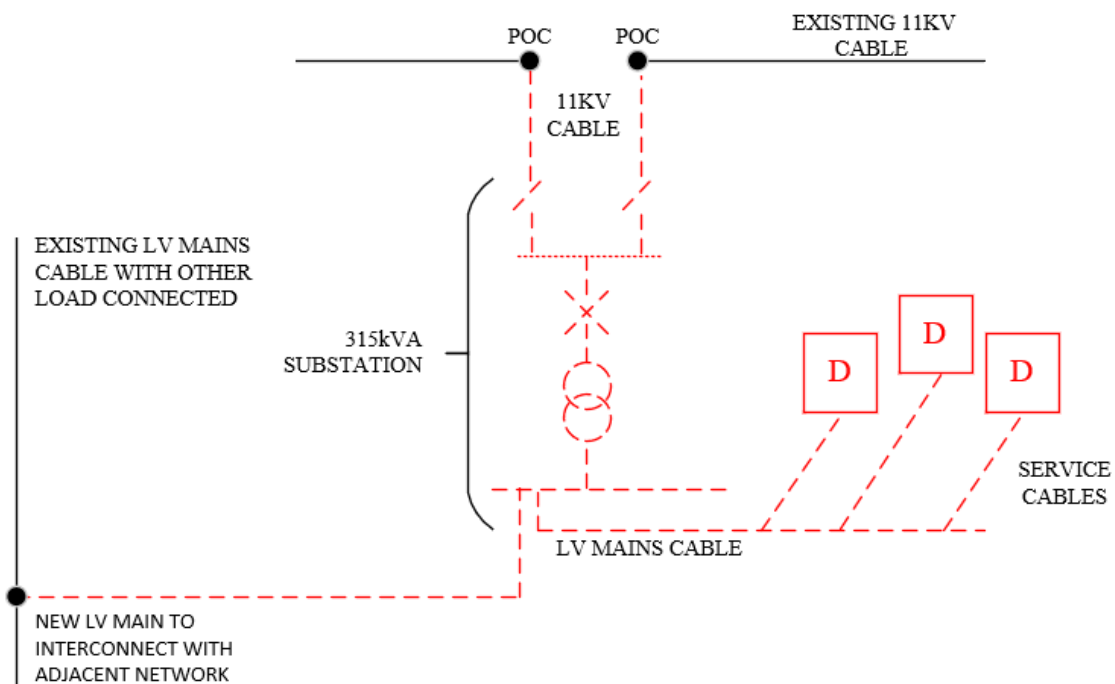 POC
POC
EXISTING 11KV
CABLE
11KV
CABLE
EXISTING LV MAINS
CABLE WITH OTHER
LOAD CONNECTED
315kVA
SUBSTATION
D
D
D
SERVICE
CABLES
LV MAINS CABLE
NEW LV MAIN TO
INTERCONNECT WITH
ADJACENT NETWORK